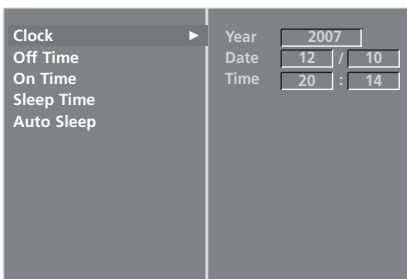 Clock ►
Off Time
On Time
Sleep Time
Auto Sleep
Year 2007
Date 12 / 10
Time 20 : 14